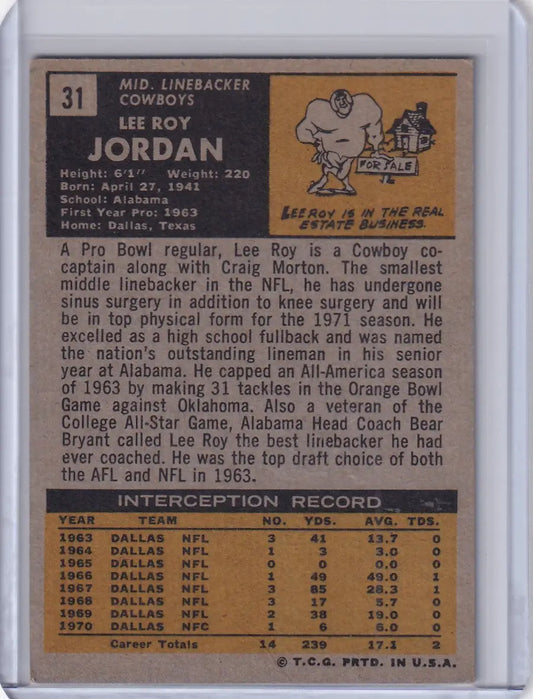 31
MID. LINEBACKER
COWBOYS
LEE ROY
JORDAN
Height: 6'1" Weight: 220
Born: April 27, 1941
School: Alabama
First Year Pro: 1963
Home: Dallas, Texas
FOR SALE
LEE ROY IS IN THE REAL
ESTATE BUSINESS.
A Pro Bowl regular, Lee Roy is a Cowboy co-
captain along with Craig Morton. The smallest
middle linebacker in the NFL, he has undergone
sinus surgery in addition to knee surgery and will
be in top physical form for the 1971 season. He
excelled as a high school fullback and was named
the nation's outstanding lineman in his senior
year at Alabama. He capped an All-America season
of 1963 by making 31 tackles in the Orange Bowl
Game against Oklahoma. Also a veteran of the
College All-Star Game, Alabama Head Coach Bear
Bryant called Lee Roy the best linebacker he had
ever coached. He was the top draft choice of both
the AFL and NFL in 1963.
INTERCEPTION RECORD
YEAR TEAM NO. YDS. AVG. TDS.
1963 DALLAS NFL 3 41 13.7 0
1964 DALLAS NFL 1 3 3.0 0
1965 DALLAS NFL 0 0 0.0 0
1966 DALLAS NFL 1 49 49.0 1
1967 DALLAS NFL 3 85 28.3 1
1968 DALLAS NFL 3 17 5.7 0
1969 DALLAS NFL 2 38 19.0 0
1970 DALLAS NFC 1 6 6.0 0
Career Totals 14 239 17.1 2
© T.C.G. PRTD. IN U.S.A.